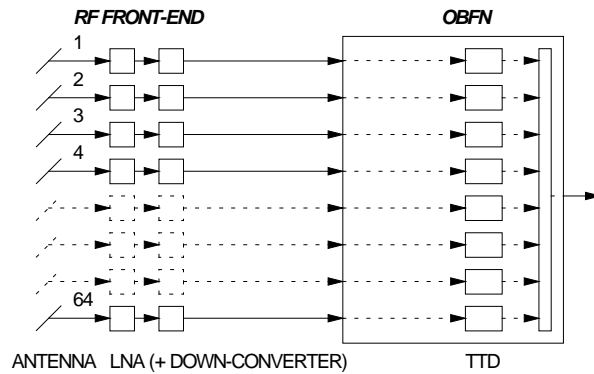 RF FRONT-END OBFN
1
2
3
4
64
ANTENNA LNA (+ DOWN-CONVERTER) TTD